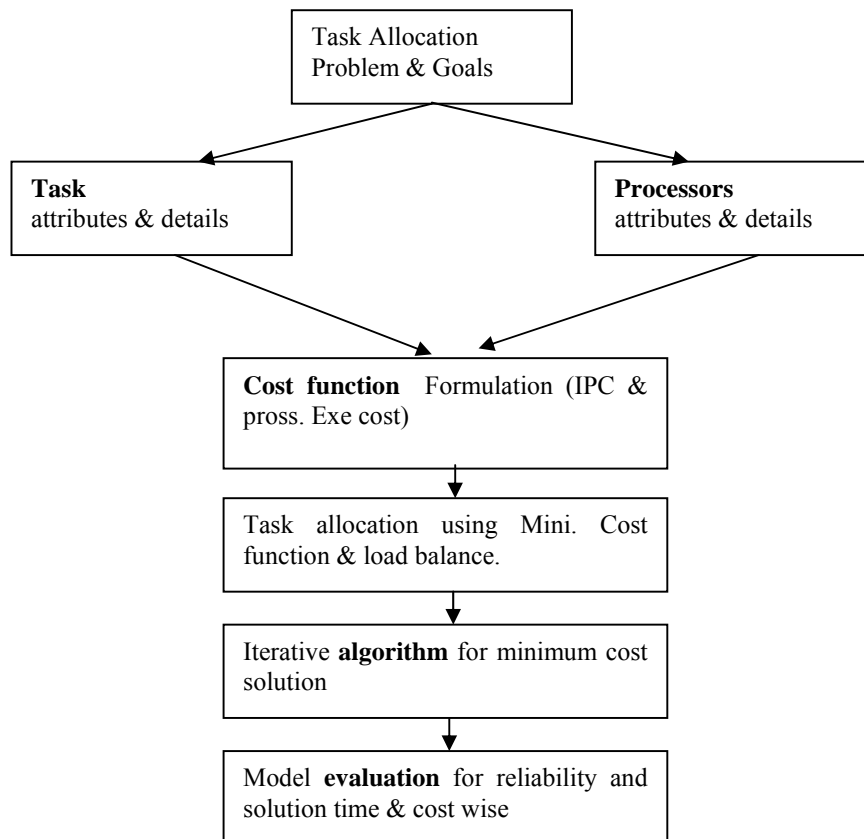 Task Allocation
Problem & Goals
Task
attributes & details
Processors
attributes & details
Cost function Formulation (IPC &
pross. Exe cost)
Task allocation using Mini. Cost
function & load balance.
Iterative algorithm for minimum cost
solution
Model evaluation for reliability and
solution time & cost wise